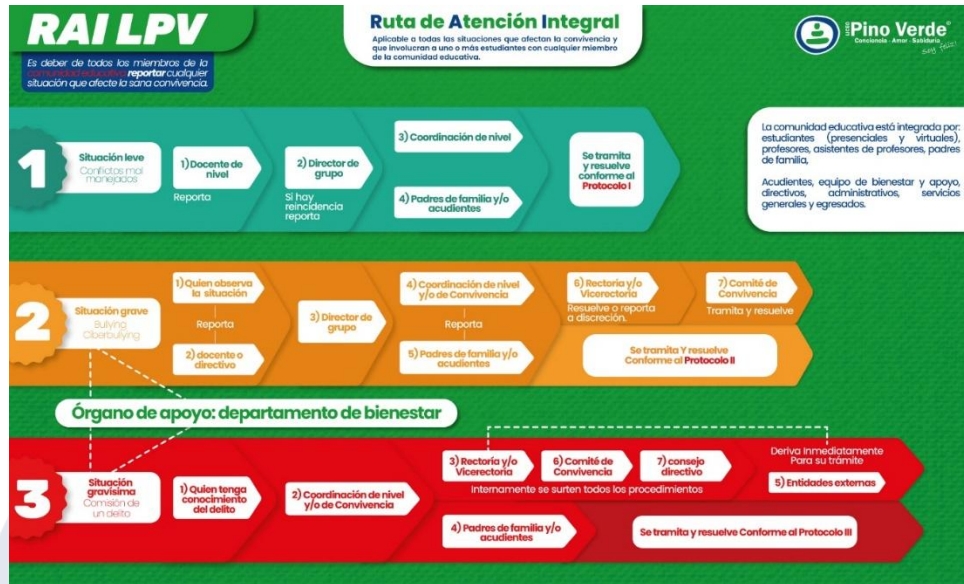 RAI LPV
Es deber de todos los miembros de la
comunidad educativa reportar cualquier
situación que afecte la sana convivencia.
Ruta de Atención Integral
Aplicable a todas las situaciones que afectan la convivencia y
que involucran a uno o más estudiantes con cualquier miembro
de la comunidad educativa.
LICEO
Pino Verde
Conciencia · Amor · Sabiduría
Soy feliz!
La comunidad educativa está integrada por:
estudiantes (presenciales y virtuales),
profesores, asistentes de profesores, padres
de familia,
Acudientes, equipo de bienestar y apoyo,
directivos, administrativos, servicios
generales y egresados.
1
Situación leve
Conflictos mal
manejados
1) Docente de
nivel
Reporta
2) Director de
grupo
Si hay
reincidencia
reporta
3) Coordinación de nivel
4) Padres de familia y/o
acudientes
Se tramita
y resuelve
conforme al
Protocolo I
2
Situación grave
Bullying
Ciberbullying
1) Quien observa
la situación
Reporta
2) docente o
directivo
3) Director de
grupo
4) Coordinación de nivel
y/o de Convivencia
Reporta
5) Padres de familia y/o
acudientes
6) Rectoría y/o
Vicerectoría
Resuelve o reporta
a discreción.
7) Comité de
Convivencia
Tramita y resuelve
Se tramita Y resuelve
Conforme al Protocolo II
Órgano de apoyo: departamento de bienestar
3
Situación
gravísima
Comisión de
un delito
1) Quien tenga
conocimiento
del delito
2) Coordinación de nivel
y/o de Convivencia
3) Rectoría y/o
Vicerectoría
6) Comité de
Convivencia
7) consejo
directivo
Internamente se surten todos los procedimientos
Deriva Inmediatamente
Para su trámite
5) Entidades externas
4) Padres de familia y/o
acudientes
Se tramita y resuelve Conforme al Protocolo III